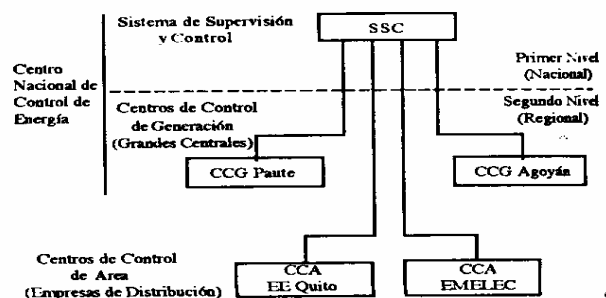 Sistema de Supervisión
y Control
SSC
Primer Nivel
(Nacional)
Centro
Nacional de
Control de
Energía
Centros de Control
de Generación
(Grandes Centrales)
Segundo Nivel
(Regional)
CCG Paute
CCG Agoyán
Centros de Control
de Area
(Empresas de Distribución)
CCA
EE Quito
CCA
EMELEC